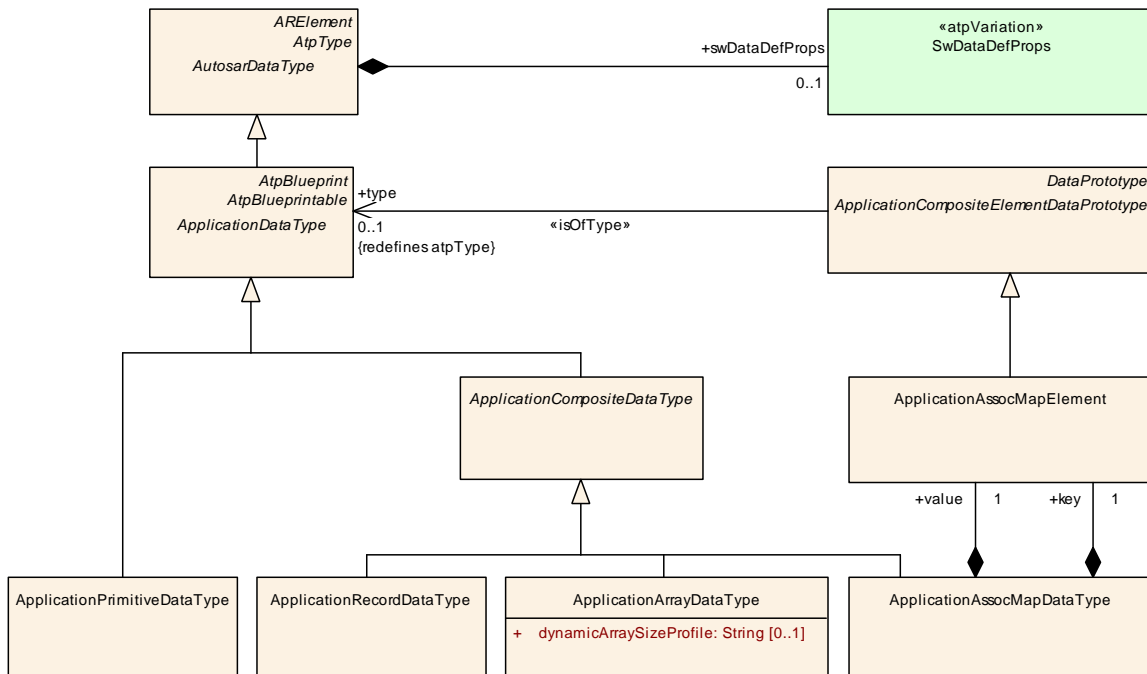 ARElement
AtpType
AutosarDataType
+swDataDefProps
0..1
«atpVariation»
SwDataDefProps
AtpBlueprint
AtpBlueprintable
ApplicationDataType
+type
0..1
{redefines atpType}
«isOfType»
DataPrototype
ApplicationCompositeElementDataPrototype
ApplicationCompositeDataType
ApplicationAssocMapElement
+value
1
+key
1
ApplicationPrimitiveDataType
ApplicationRecordDataType
ApplicationArrayDataType
+ dynamicArraySizeProfile: String [0..1]
ApplicationAssocMapDataType